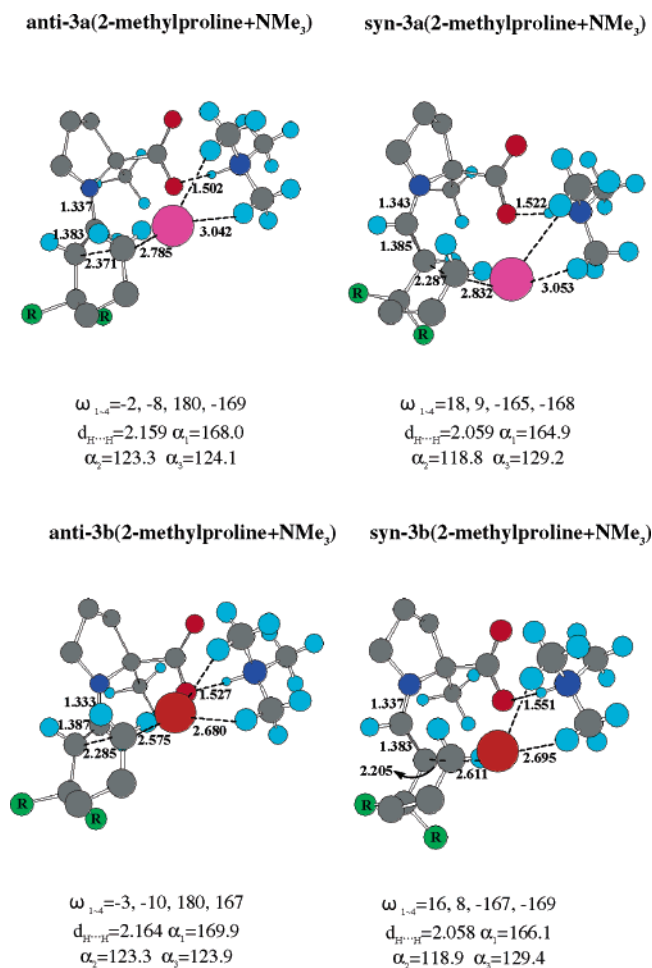 anti-3a(2-methylproline+NMe₃) syn-3a(2-methylproline+NMe₃)
1.502
1.337
1.383
3.042
2.785
2.371
R
R
1.343
1.522
1.385
2.287
2.832
3.053
R
R
ω₁₋₄=-2, -8, 180, -169
d_H···H=2.159 α₁=168.0
α₂=123.3 α₃=124.1
ω₁₋₄=18, 9, -165, -168
d_H···H=2.059 α₁=164.9
α₂=118.8 α₃=129.2
anti-3b(2-methylproline+NMe₃) syn-3b(2-methylproline+NMe₃)
1.333
1.527
1.387
2.680
2.285
2.575
R
R
1.337
1.551
1.383
2.205
2.611
2.695
R
R
ω₁₋₄=-3, -10, 180, 167
d_H···H=2.164 α₁=169.9
α₂=123.3 α₃=123.9
ω₁₋₄=16, 8, -167, -169
d_H···H=2.058 α₁=166.1
α₂=118.9 α₃=129.4